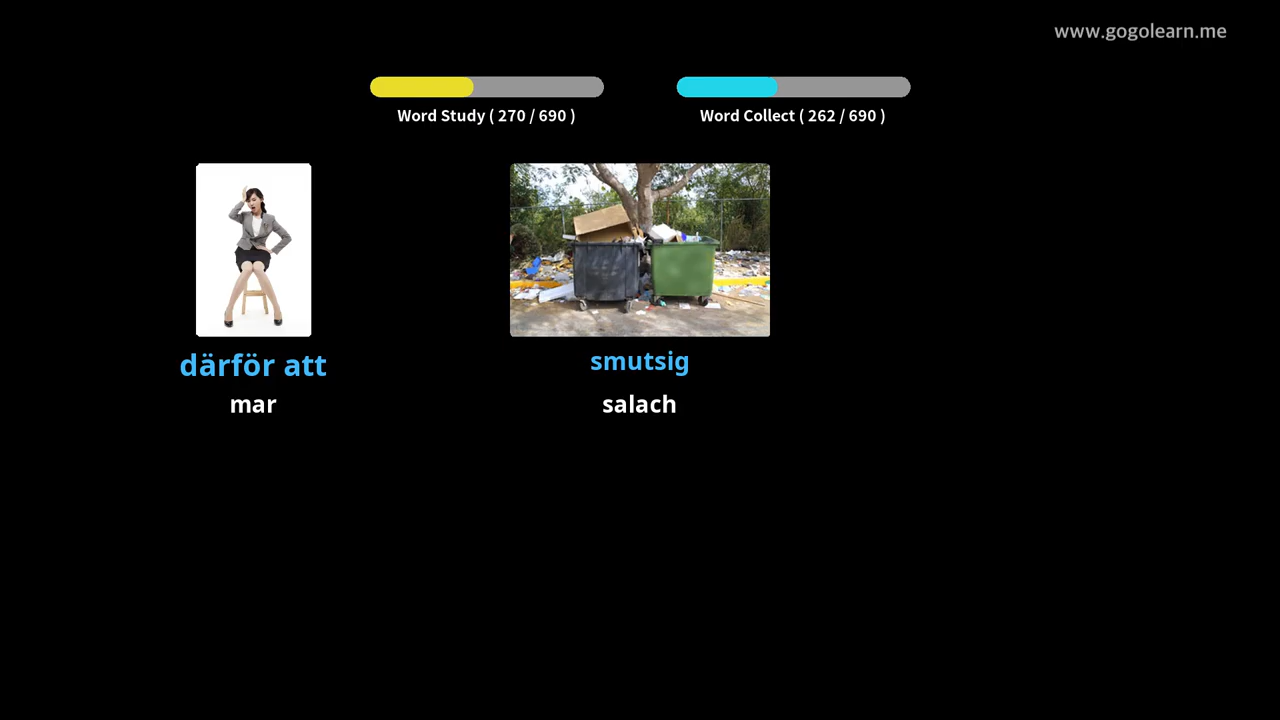 www.gogolearn.me
Word Study ( 270 / 690 )
Word Collect ( 262 / 690 )
därför att
mar
smutsig
salach